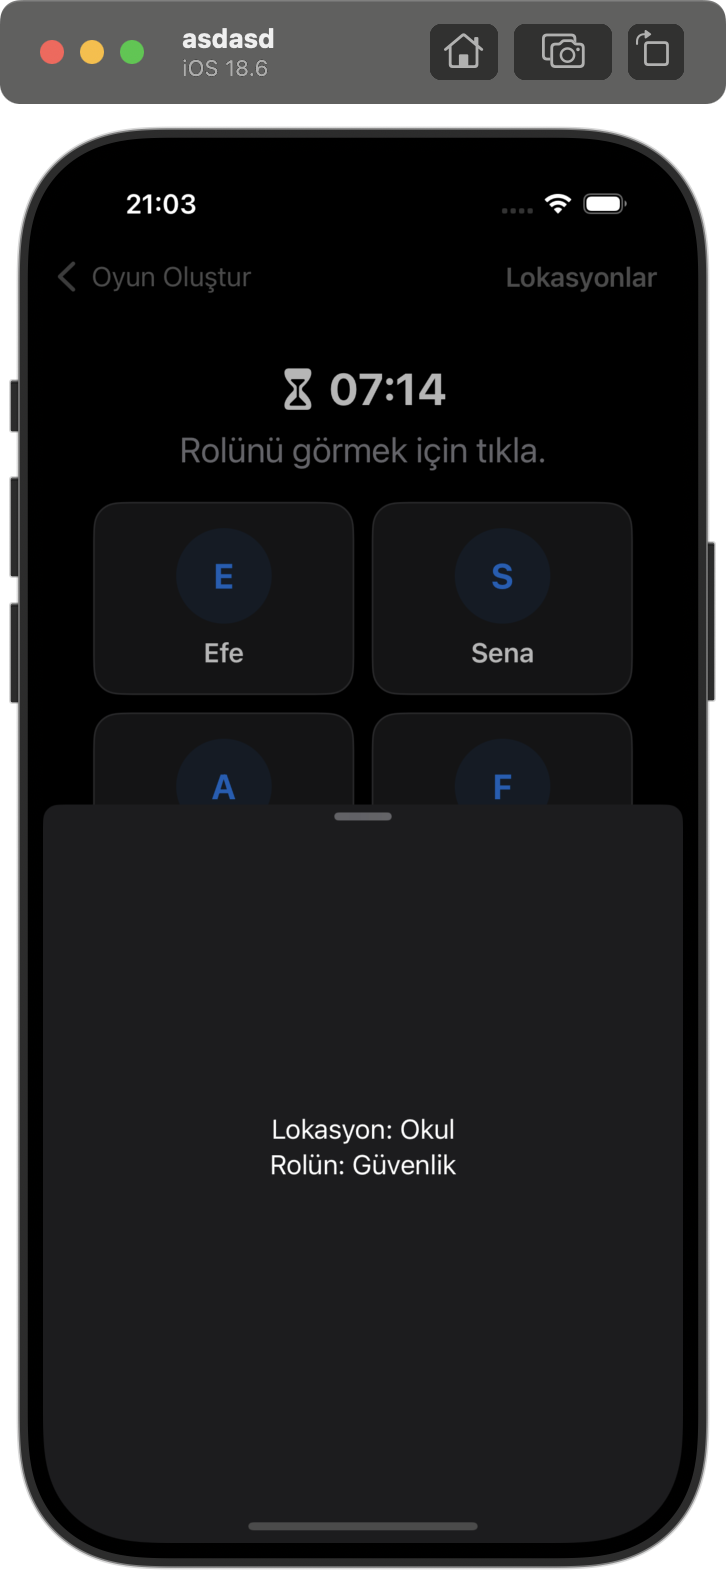 asdasd
iOS 18.6
21:03
Oyun Oluştur
Lokasyonlar
07:14
Rolünü görmek için tıkla.
E
S
Efe
Sena
A
F
Lokasyon: Okul
Rolün: Güvenlik